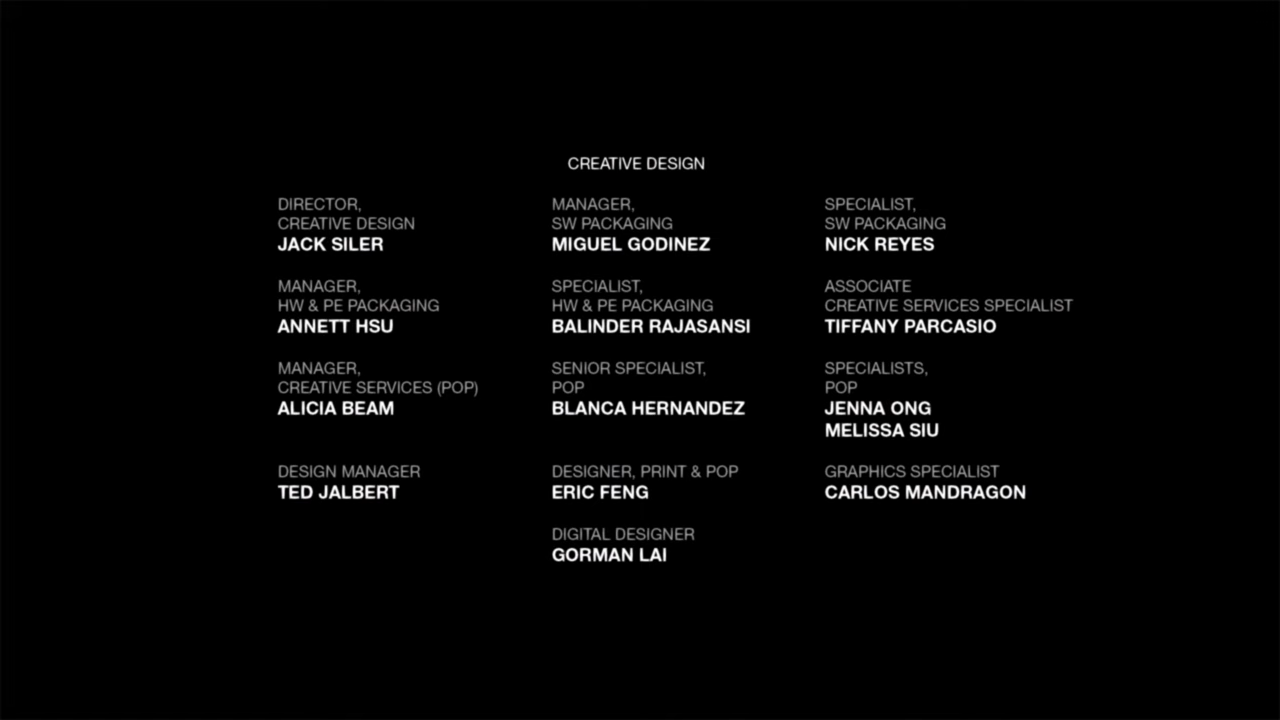 CREATIVE DESIGN
DIRECTOR,
CREATIVE DESIGN
JACK SILER
MANAGER,
SW PACKAGING
MIGUEL GODINEZ
SPECIALIST,
SW PACKAGING
NICK REYES
MANAGER,
HW & PE PACKAGING
ANNETT HSU
SPECIALIST,
HW & PE PACKAGING
BALINDER RAJASANSI
ASSOCIATE
CREATIVE SERVICES SPECIALIST
TIFFANY PARCASIO
MANAGER,
CREATIVE SERVICES (POP)
ALICIA BEAM
SENIOR SPECIALIST,
POP
BLANCA HERNANDEZ
SPECIALISTS,
POP
JENNA ONG
MELISSA SIU
DESIGN MANAGER
TED JALBERT
DESIGNER, PRINT & POP
ERIC FENG
GRAPHICS SPECIALIST
CARLOS MANDRAGON
DIGITAL DESIGNER
GORMAN LAI